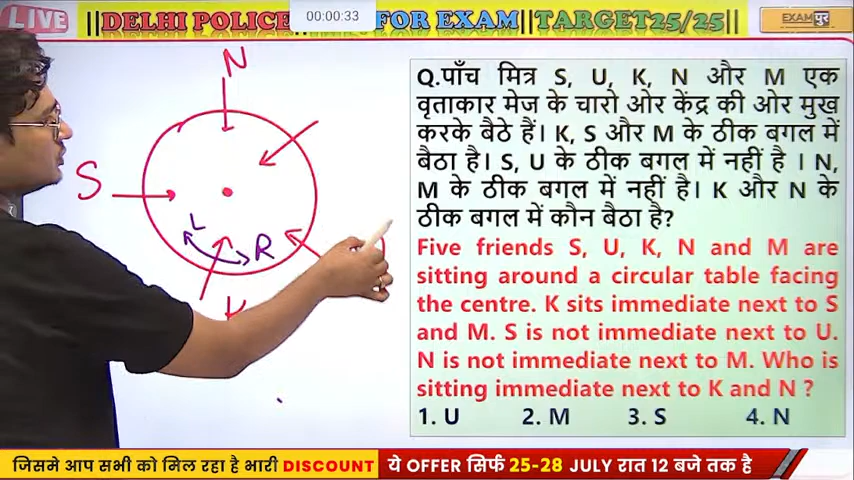 LIVE
||DELHI POLICE
00:00:33
FOR EXAM||TARGET25/25||
EXAMपुर
N
S
L
R
K
Q.पाँच मित्र S, U, K, N और M एक
वृताकार मेज के चारो ओर केंद्र की ओर मुख
करके बैठे हैं। K, S और M के ठीक बगल में
बैठा है। S, U के ठीक बगल में नहीं है । N,
M के ठीक बगल में नहीं है। K और N के
ठीक बगल में कौन बैठा है?
Five friends S, U, K, N and M are
sitting around a circular table facing
the centre. K sits immediate next to S
and M. S is not immediate next to U.
N is not immediate next to M. Who is
sitting immediate next to K and N ?
1. U 2. M 3. S 4. N
जिसमे आप सभी को मिल रहा है भारी DISCOUNT ये OFFER सिर्फ 25-28 JULY रात 12 बजे तक है